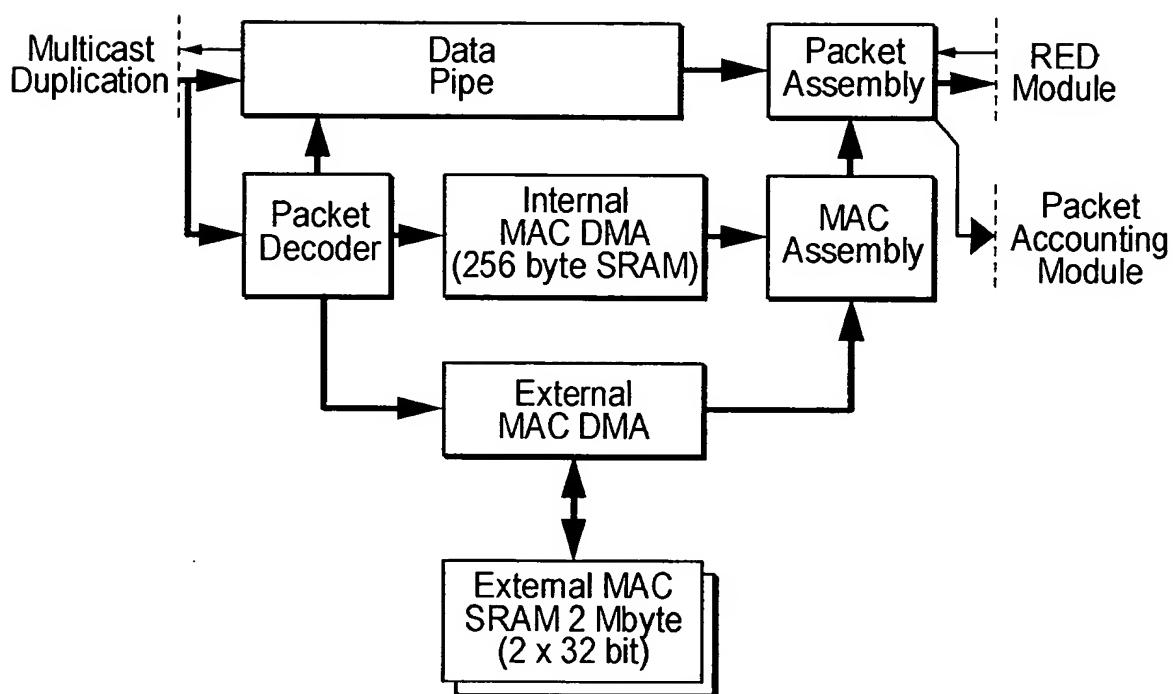 Multicast
Duplication
Data
Pipe
Packet
Assembly
RED
Module
Packet
Decoder
Internal
MAC DMA
(256 byte SRAM)
MAC
Assembly
Packet
Accounting
Module
External
MAC DMA
External MAC
SRAM 2 Mbyte
(2 x 32 bit)